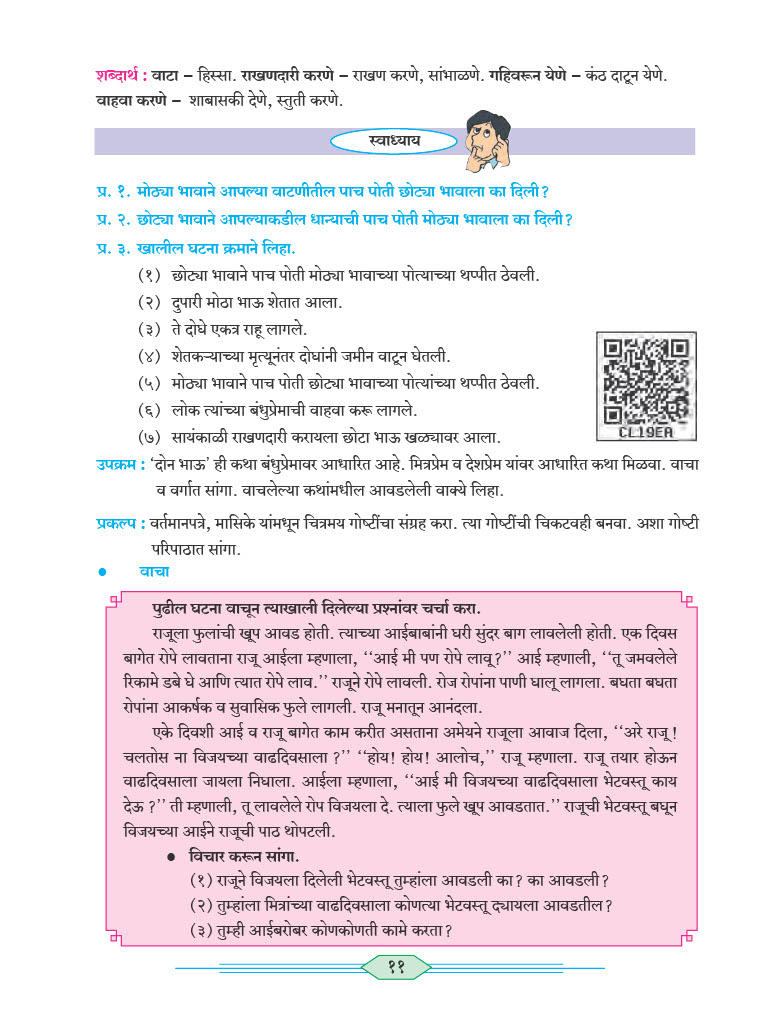 शब्दार्थ : वाटा – हिस्सा. राखणदारी करणे – राखण करणे, सांभाळणे. गहिवरून येणे – कंठ दाटून येणे.
वाहवा करणे – शाबासकी देणे, स्तुती करणे.
स्वाध्याय
प्र. १. मोठ्या भावाने आपल्या वाटणीतील पाच पोती छोट्या भावाला का दिली?
प्र. २. छोट्या भावाने आपल्याकडील धान्याची पाच पोती मोठ्या भावाला का दिली?
प्र. ३. खालील घटना क्रमाने लिहा.
(१) छोट्या भावाने पाच पोती मोठ्या भावाच्या पोत्याच्या थप्पीत ठेवली.
(२) दुपारी मोठा भाऊ शेतात आला.
(३) ते दोघे एकत्र राहू लागले.
(४) शेतकऱ्याच्या मृत्यूनंतर दोघांनी जमीन वाटून घेतली.
(५) मोठ्या भावाने पाच पोती छोट्या भावाच्या पोत्यांच्या थप्पीत ठेवली.
(६) लोक त्यांच्या बंधुप्रेमाची वाहवा करू लागले.
(७) सायंकाळी राखणदारी करायला छोटा भाऊ खळ्यावर आला.
CL19EA
उपक्रम : ‘दोन भाऊ’ ही कथा बंधुप्रेमावर आधारित आहे. मित्रप्रेम व देशप्रेम यांवर आधारित कथा मिळवा. वाचा
व वर्गात सांगा. वाचलेल्या कथांमधील आवडलेली वाक्ये लिहा.
प्रकल्प : वर्तमानपत्रे, मासिके यांमधून चित्रमय गोष्टींचा संग्रह करा. त्या गोष्टींची चिकटवही बनवा. अशा गोष्टी
परिपाठात सांगा.
● वाचा
पुढील घटना वाचून त्याखाली दिलेल्या प्रश्नांवर चर्चा करा.
राजूला फुलांची खूप आवड होती. त्याच्या आईबाबांनी घरी सुंदर बाग लावलेली होती. एक दिवस
बागेत रोपे लावताना राजू आईला म्हणाला, ‘‘आई मी पण रोपे लावू?’’ आई म्हणाली, ‘‘तू जमवलेले
रिकामे डबे घे आणि त्यात रोपे लाव.’’ राजूने रोपे लावली. रोज रोपांना पाणी घालू लागला. बघता बघता
रोपांना आकर्षक व सुवासिक फुले लागली. राजू मनातून आनंदला.
एके दिवशी आई व राजू बागेत काम करीत असताना अमेयने राजूला आवाज दिला, ‘‘अरे राजू!
चलतोस ना विजयच्या वाढदिवसाला ?’’ ‘‘होय! होय! आलोच,’’ राजू म्हणाला. राजू तयार होऊन
वाढदिवसाला जायला निघाला. आईला म्हणाला, ‘‘आई मी विजयच्या वाढदिवसाला भेटवस्तू काय
देऊ ?’’ ती म्हणाली, तू लावलेले रोप विजयला दे. त्याला फुले खूप आवडतात.’’ राजूची भेटवस्तू बघून
विजयच्या आईने राजूची पाठ थोपटली.
● विचार करून सांगा.
(१) राजूने विजयला दिलेली भेटवस्तू तुम्हांला आवडली का? का आवडली?
(२) तुम्हांला मित्रांच्या वाढदिवसाला कोणत्या भेटवस्तू द्यायला आवडतील?
(३) तुम्ही आईबरोबर कोणकोणती कामे करता?
११